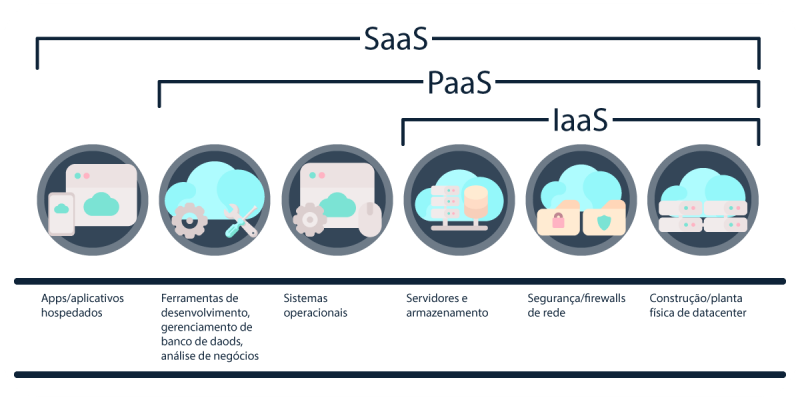 SaaS
PaaS
IaaS
Apps/aplicativos
hospedados
Ferramentas de
desenvolvimento,
gerenciamento de
banco de daods,
análise de negócios
Sistemas
operacionais
Servidores e
armazenamento
Segurança/firewalls
de rede
Construção/planta
física de datacenter